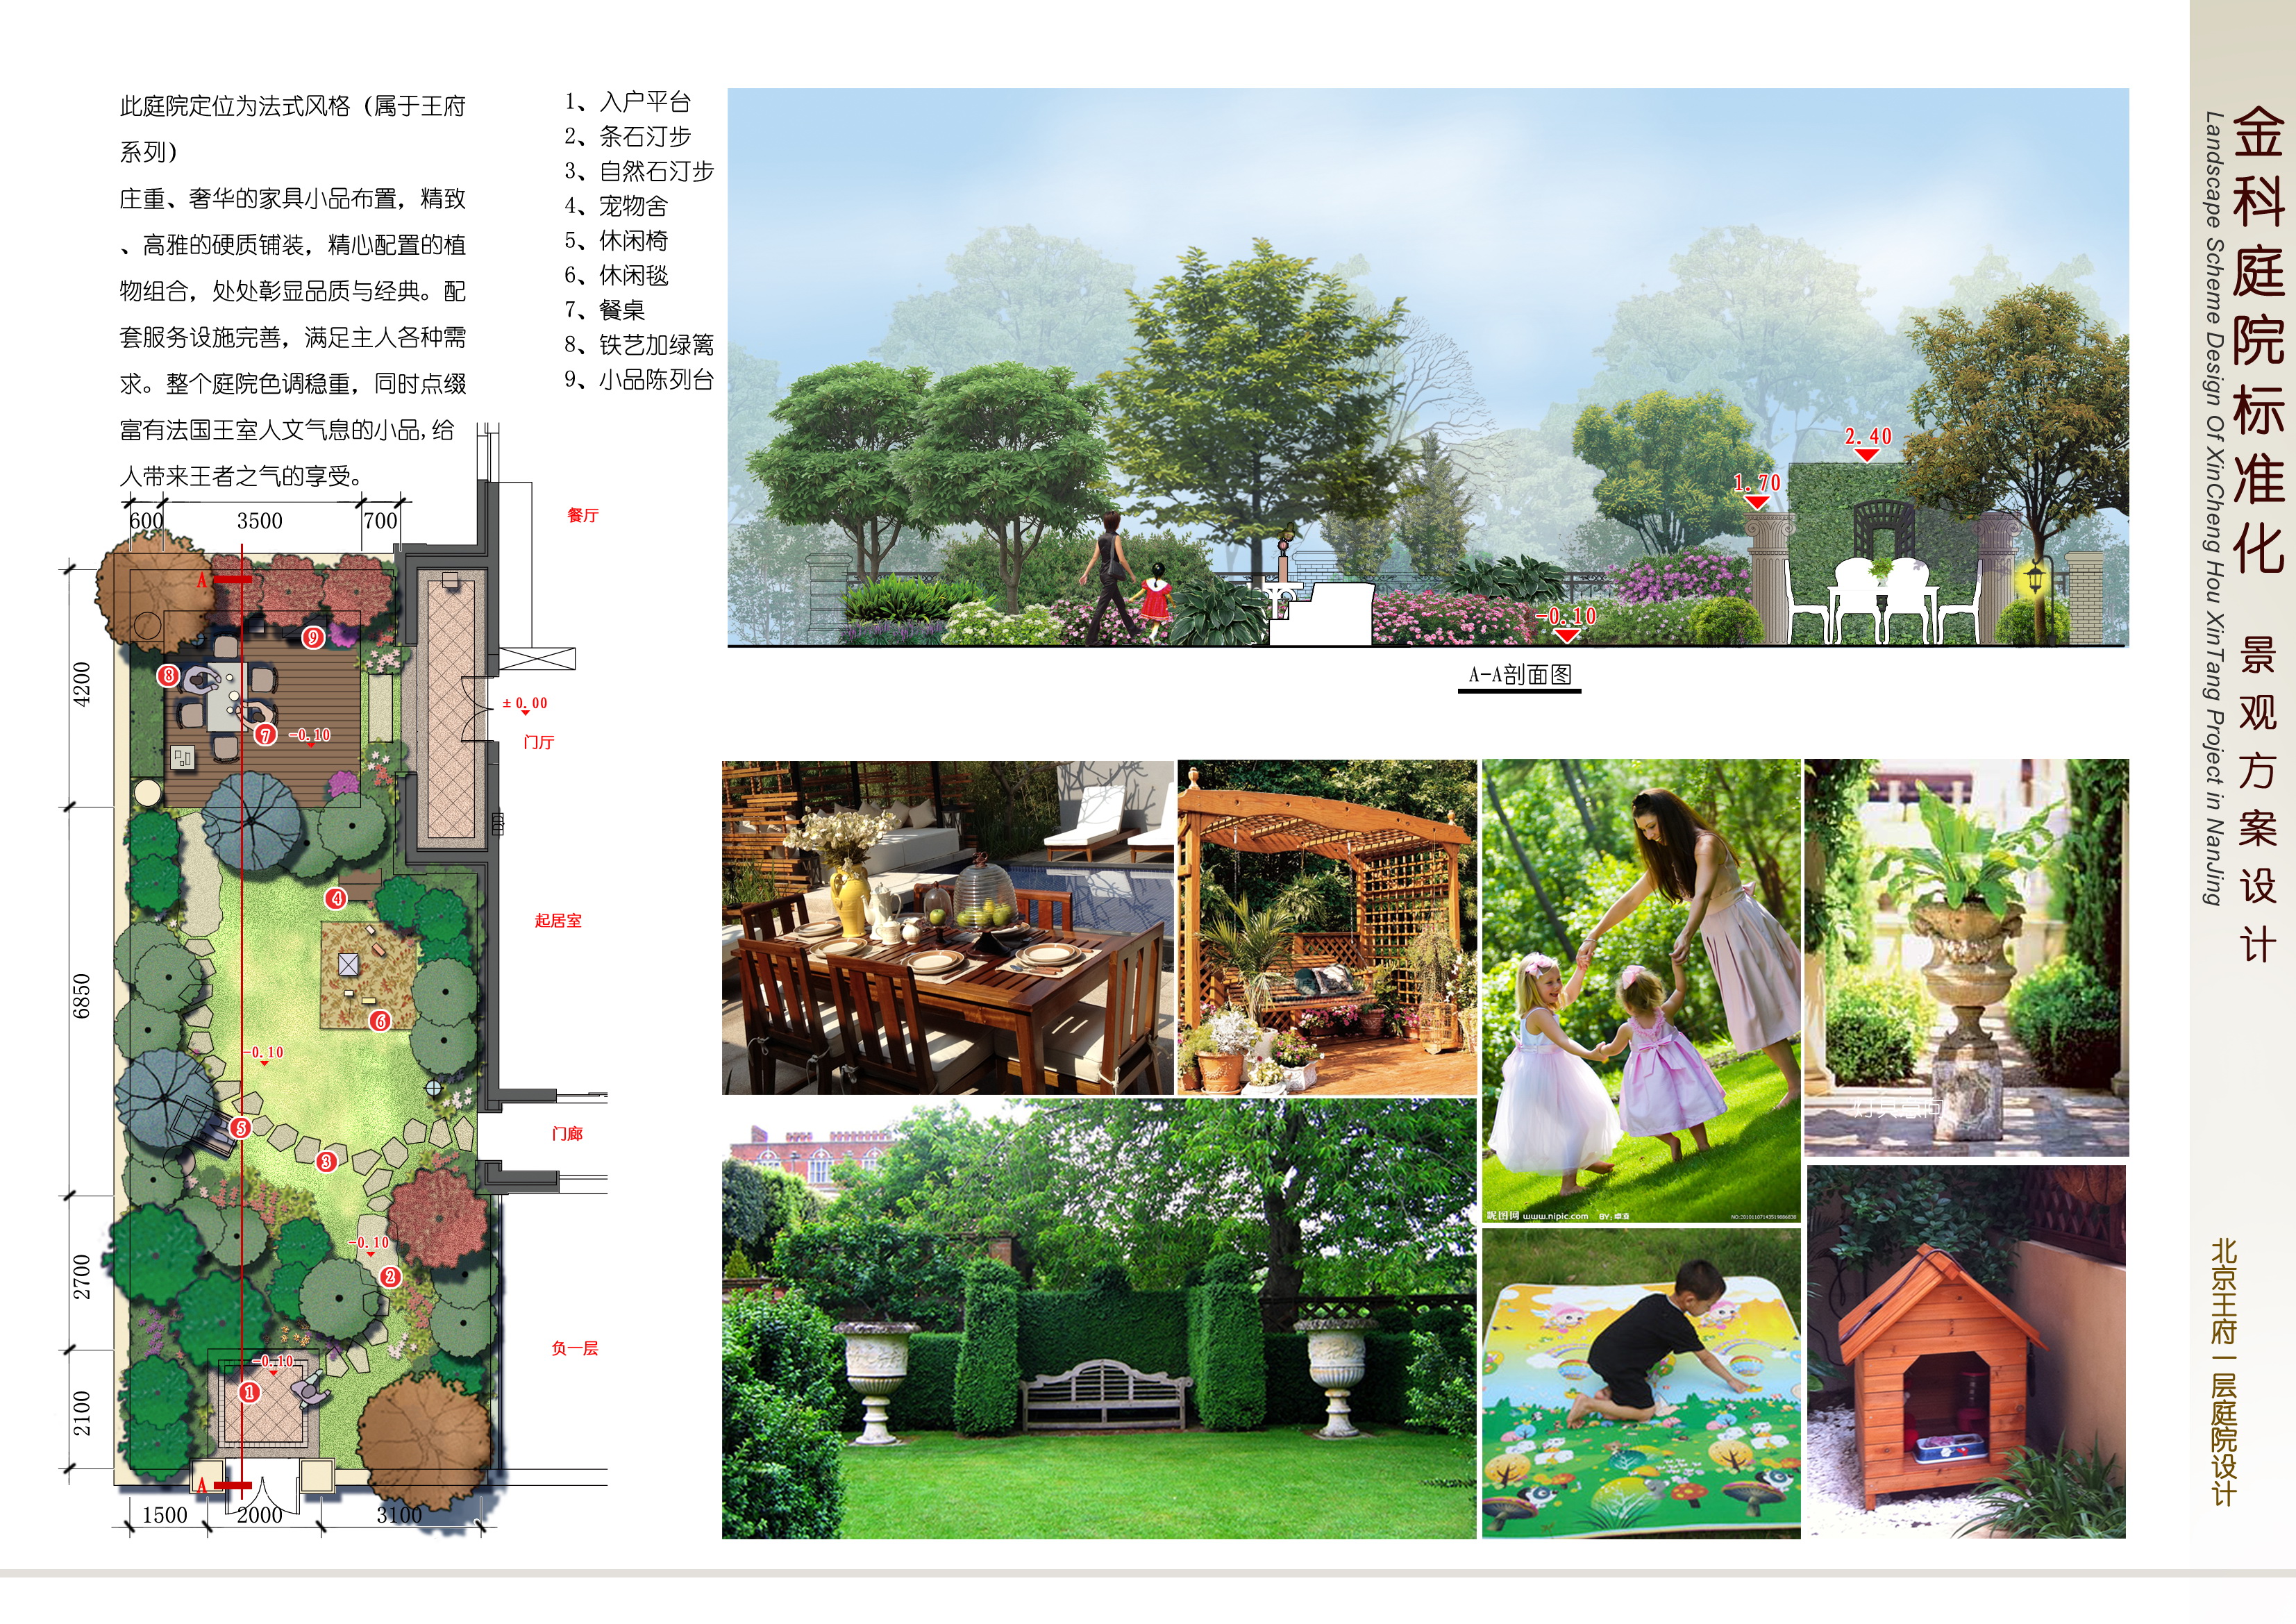 此庭院定位为法式风格（属于王府
系列）
庄重、奢华的家具小品布置，精致
、高雅的硬质铺装，精心配置的植
物组合，处处彰显品质与经典。配
套服务设施完善，满足主人各种需
求。整个庭院色调稳重，同时点缀
富有法国王室人文气息的小品,给
人带来王者之气的享受。
1、入户平台
2、条石汀步
3、自然石汀步
4、宠物舍
5、休闲椅
6、休闲毯
7、餐桌
8、铁艺加绿篱
9、小品陈列台
2.40
1.70
-0.10
A-A剖面图
600
3500
700
4200
6850
2700
2100
1500
2000
3100
A
9
8
7
-0.10
4
6
-0.10
5
3
-0.10
2
-0.10
1
A
餐厅
±0.00
门厅
起居室
门廊
负一层
昵图网 www.nipic.com BY:
金科庭院标准化 景观方案设计
Landscape Scheme Design Of XinCheng Hou XinTang Project in NanJing
北京王府一层庭院设计